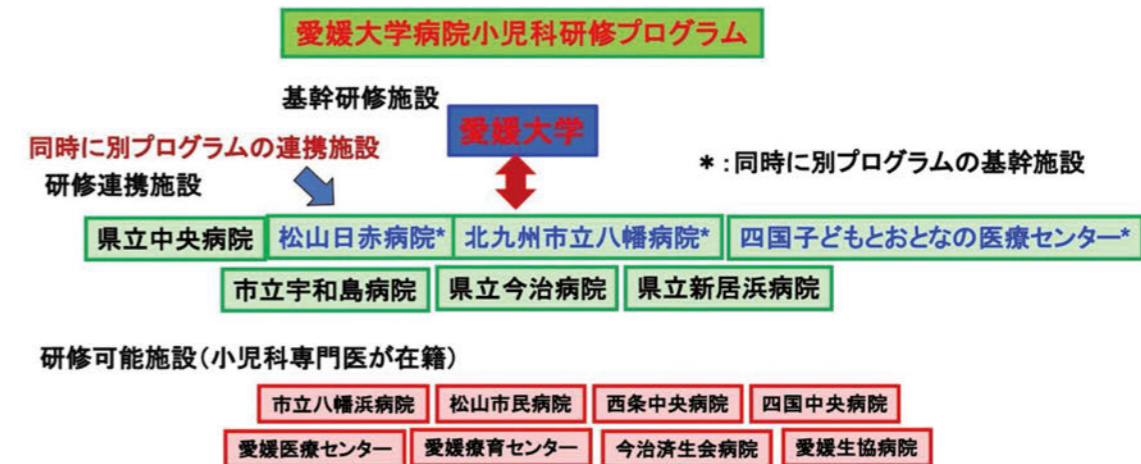 愛媛大学病院小児科研修プログラム
基幹研修施設
愛媛大学
同時に別プログラムの連携施設
＊：同時に別プログラムの基幹施設
研修連携施設
県立中央病院 松山日赤病院* 北九州市立八幡病院* 四国子どもとおとなの医療センター*
市立宇和島病院 県立今治病院 県立新居浜病院
研修可能施設（小児科専門医が在籍）
市立八幡浜病院 松山市民病院 西条中央病院 四国中央病院
愛媛医療センター 愛媛療育センター 今治済生会病院 愛媛生協病院